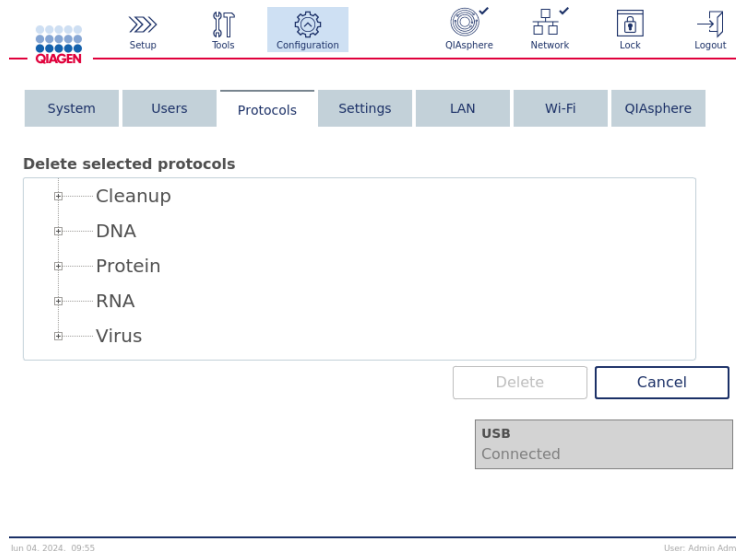 QIAGEN
Setup
Tools
Configuration
QIAsphere
Network
Lock
Logout
System
Users
Protocols
Settings
LAN
Wi-Fi
QIAsphere
Delete selected protocols
Cleanup
DNA
Protein
RNA
Virus
Delete
Cancel
USB
Connected
Jun 04. 2024. 09:55
User: Admin Adm